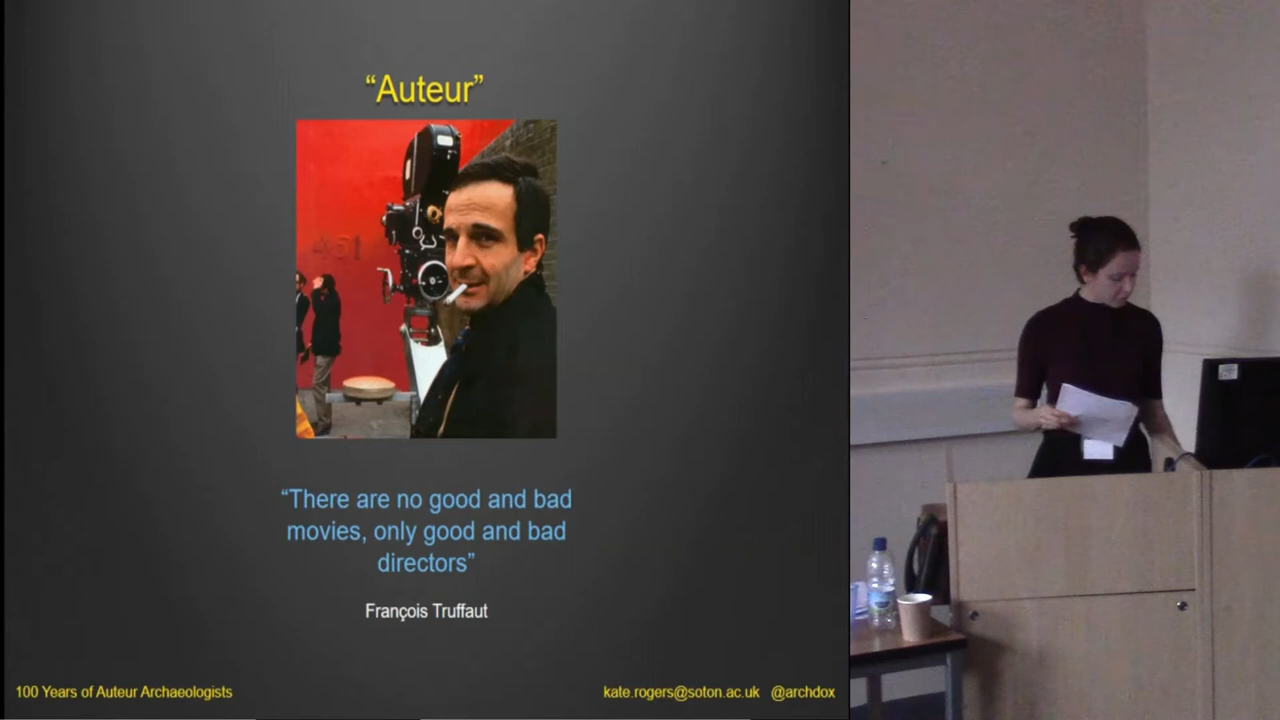 “Auteur”
451
“There are no good and bad
movies, only good and bad
directors”
François Truffaut
100 Years of Auteur Archaeologists
kate.rogers@soton.ac.uk @archdox